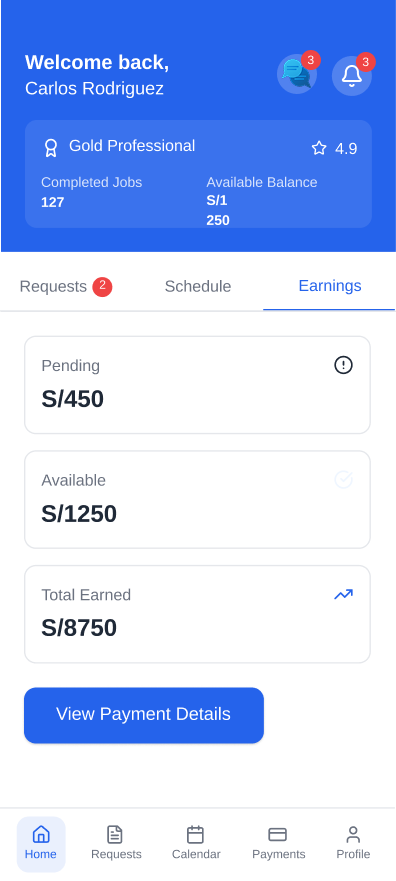 Welcome back,
Carlos Rodriguez
3
3
Gold Professional
4.9
Completed Jobs
127
Available Balance
S/1
250
Requests 2
Schedule
Earnings
Pending
S/450
Available
S/1250
Total Earned
S/8750
View Payment Details
Home
Requests
Calendar
Payments
Profile